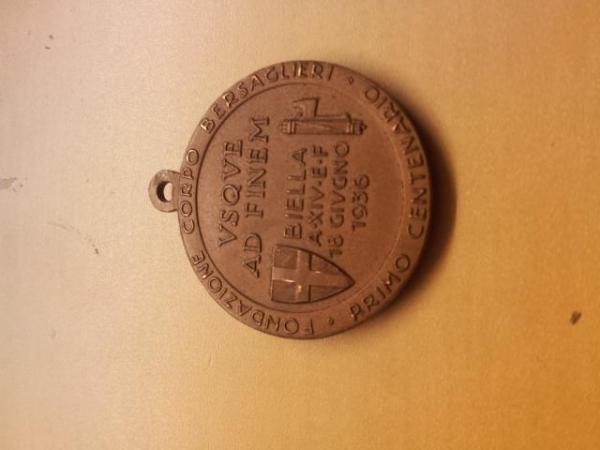 PRIMO CENTENARIO · FONDAZIONE CORPO BERSAGLIERI ·
VSQVE
AD FINEM
BIELLA
A·XIV·E·F
18 GIVGNO
1936